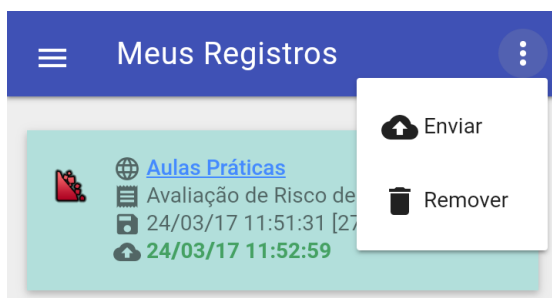 Meus Registros
Enviar
Remover
Aulas Práticas
Avaliação de Risco de
24/03/17 11:51:31 [27
24/03/17 11:52:59